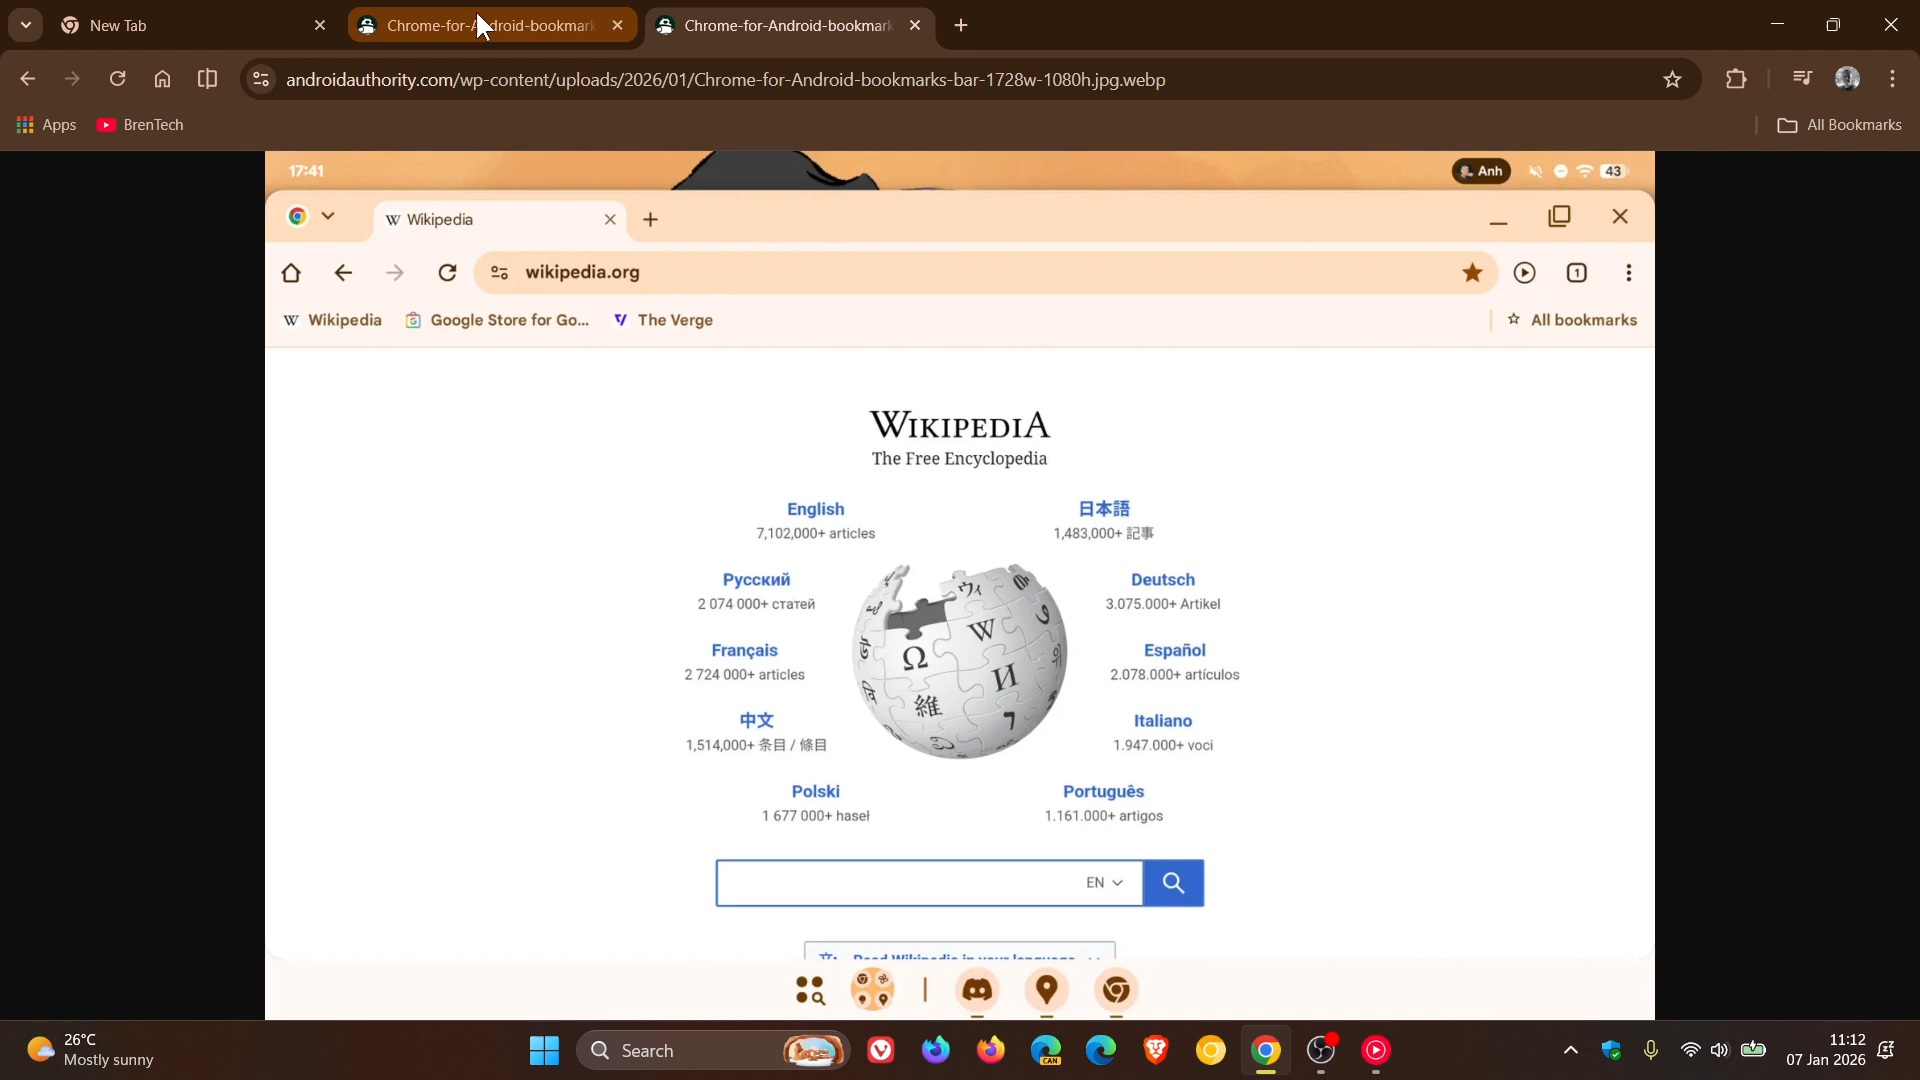 New Tab
Chrome-for-Android-bookmark
Chrome-for-Android-bookmark
androidauthority.com/wp-content/uploads/2026/01/Chrome-for-Android-bookmarks-bar-1728w-1080h.jpg.webp
Apps
BrenTech
All Bookmarks
17:41
Anh
43
Wikipedia
wikipedia.org
1
Wikipedia
Google Store for Go...
The Verge
All bookmarks
WIKIPEDIA
The Free Encyclopedia
English
7,102,000+ articles
日本語
1,483,000+ 記事
Русский
2 074 000+ статей
Deutsch
3.075.000+ Artikel
Français
2 724 000+ articles
Español
2.078.000+ artículos
中文
1,514,000+ 条目 / 條目
Italiano
1.947.000+ voci
Polski
1 677 000+ haseł
Português
1.161.000+ artigos
EN
Read Wikipedia in your language
26°C
Mostly sunny
Search
CAN
11:12
07 Jan 2026